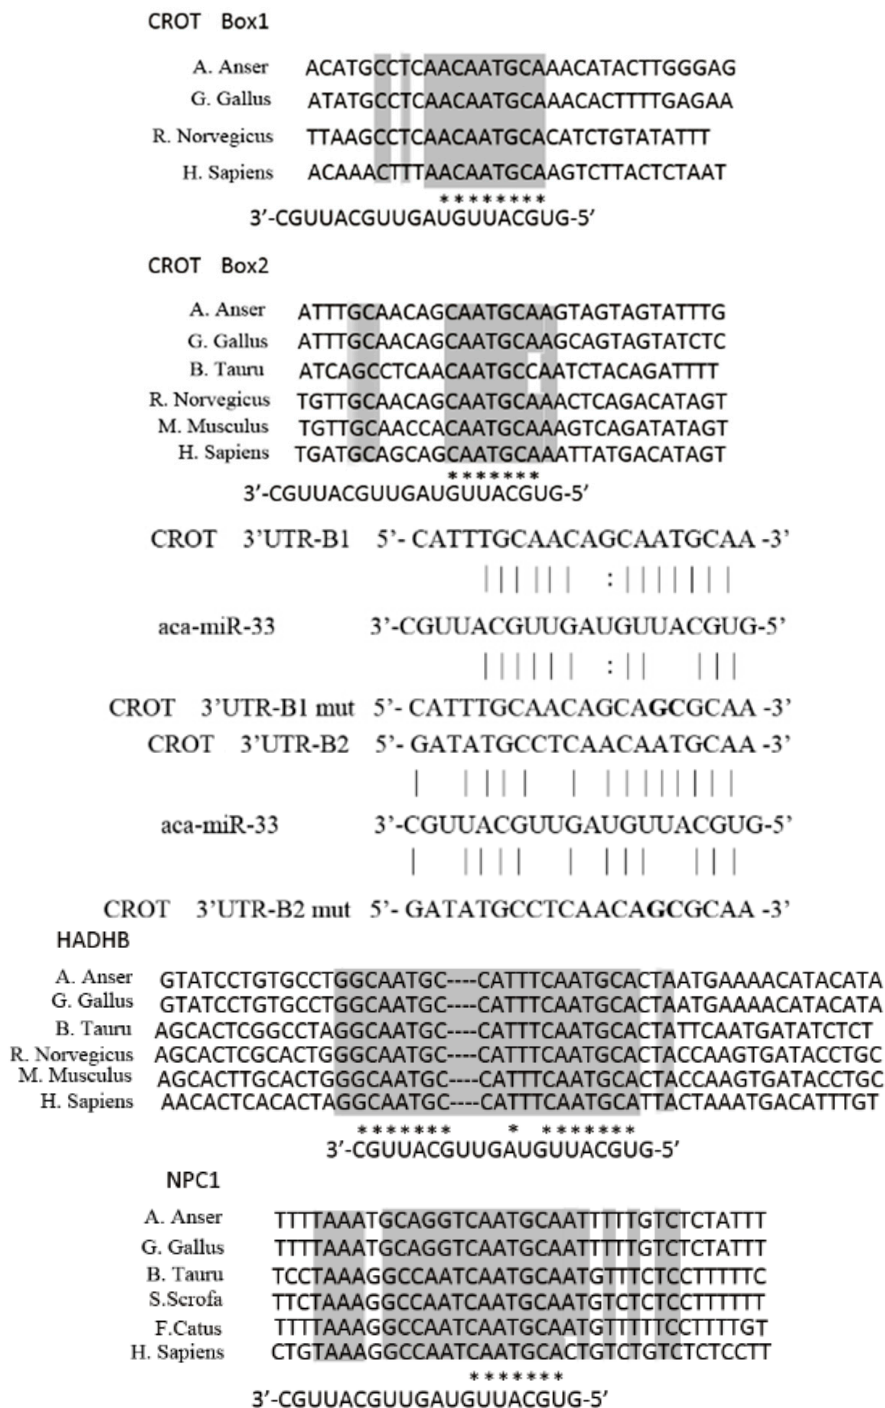 CROT Box1
A. Anser ACATGCCTCAACAATGCAAACATACTTGGGAG
G. Gallus ATATGCCTCAACAATGCAAACACTTTTGAGAA
R. Norvegicus TTAAGCCTCAACAATGCACATCTGTATATTT
H. Sapiens ACAAACTTTAACAATGCAAGTCTTACTCTAAT
********
3’-CGUUACGUUGAUGUUACGUG-5’
CROT Box2
A. Anser ATTTGCAACAGCAATGCAAGTAGTAGTATTTG
G. Gallus ATTTGCAACAGCAATGCAAGCAGTAGTATCTC
B. Tauru ATCAGCCTCAACAATGCCAATCTACAGATTTT
R. Norvegicus TGTTGCAACAGCAATGCAAACTCAGACATAGT
M. Musculus TGTTGCAACCACAATGCAAAGTCAGATATAGT
H. Sapiens TGATGCAGCAGCAATGCAAATTATGACATAGT
*******
3’-CGUUACGUUGAUGUUACGUG-5’
CROT 3’UTR-B1 5’- CATTTGCAACAGCAATGCAA -3’
| | | | | | : | | | | | | |
aca-miR-33 3’-CGUUACGUUGAUGUUACGUG-5’
| | | | | | : | | | | |
CROT 3’UTR-B1 mut 5’- CATTTGCAACAGCAGCGCAA -3’
CROT 3’UTR-B2 5’- GATATGCCTCAACAATGCAA -3’
| | | | | | | | | | | | | |
aca-miR-33 3’-CGUUACGUUGAUGUUACGUG-5’
| | | | | | | | | | | |
CROT 3’UTR-B2 mut 5’- GATATGCCTCAACAGCGCAA -3’
HADHB
A. Anser GTATCCTGTGCCTGGCAATGC----CATTTCAATGCACTAATGAAAACATACATA
G. Gallus GTATCCTGTGCCTGGCAATGC----CATTTCAATGCACTAATGAAAACATACATA
B. Tauru AGCACTCGGCCTAGGCAATGC----CATTTCAATGCACTATTCAATGATATCTCT
R. Norvegicus AGCACTCGCACTGGGCAATGC----CATTTCAATGCACTACCAAGTGATACCTGC
M. Musculus AGCACTTGCACTGGGCAATGC----CATTTCAATGCACTACCAAGTGATACCTGC
H. Sapiens AACACTCACACTAGGCAATGC----CATTTCAATGCATTACTAAATGACATTTGT
******* * *******
3’-CGUUACGUUGAUGUUACGUG-5’
NPC1
A. Anser TTTTAAATGCAGGTCAATGCAATTTTTGTCTCTATTT
G. Gallus TTTTAAATGCAGGTCAATGCAATTTTTGTCTCTATTT
B. Tauru TCCTAAAGGCCAATCAATGCAATGTTTCTCCTTTTTC
S.Scrofa TTCTAAAGGCCAATCAATGCAATGTCTCTCCTTTTTT
F.Catus TTTTAAAGGCCAATCAATGCAATGTTTTTCCTTTTGT
H. Sapiens CTGTAAAGGCCAATCAATGCACTGTCTGTCTCTCCTT
*******
3’-CGUUACGUUGAUGUUACGUG-5’